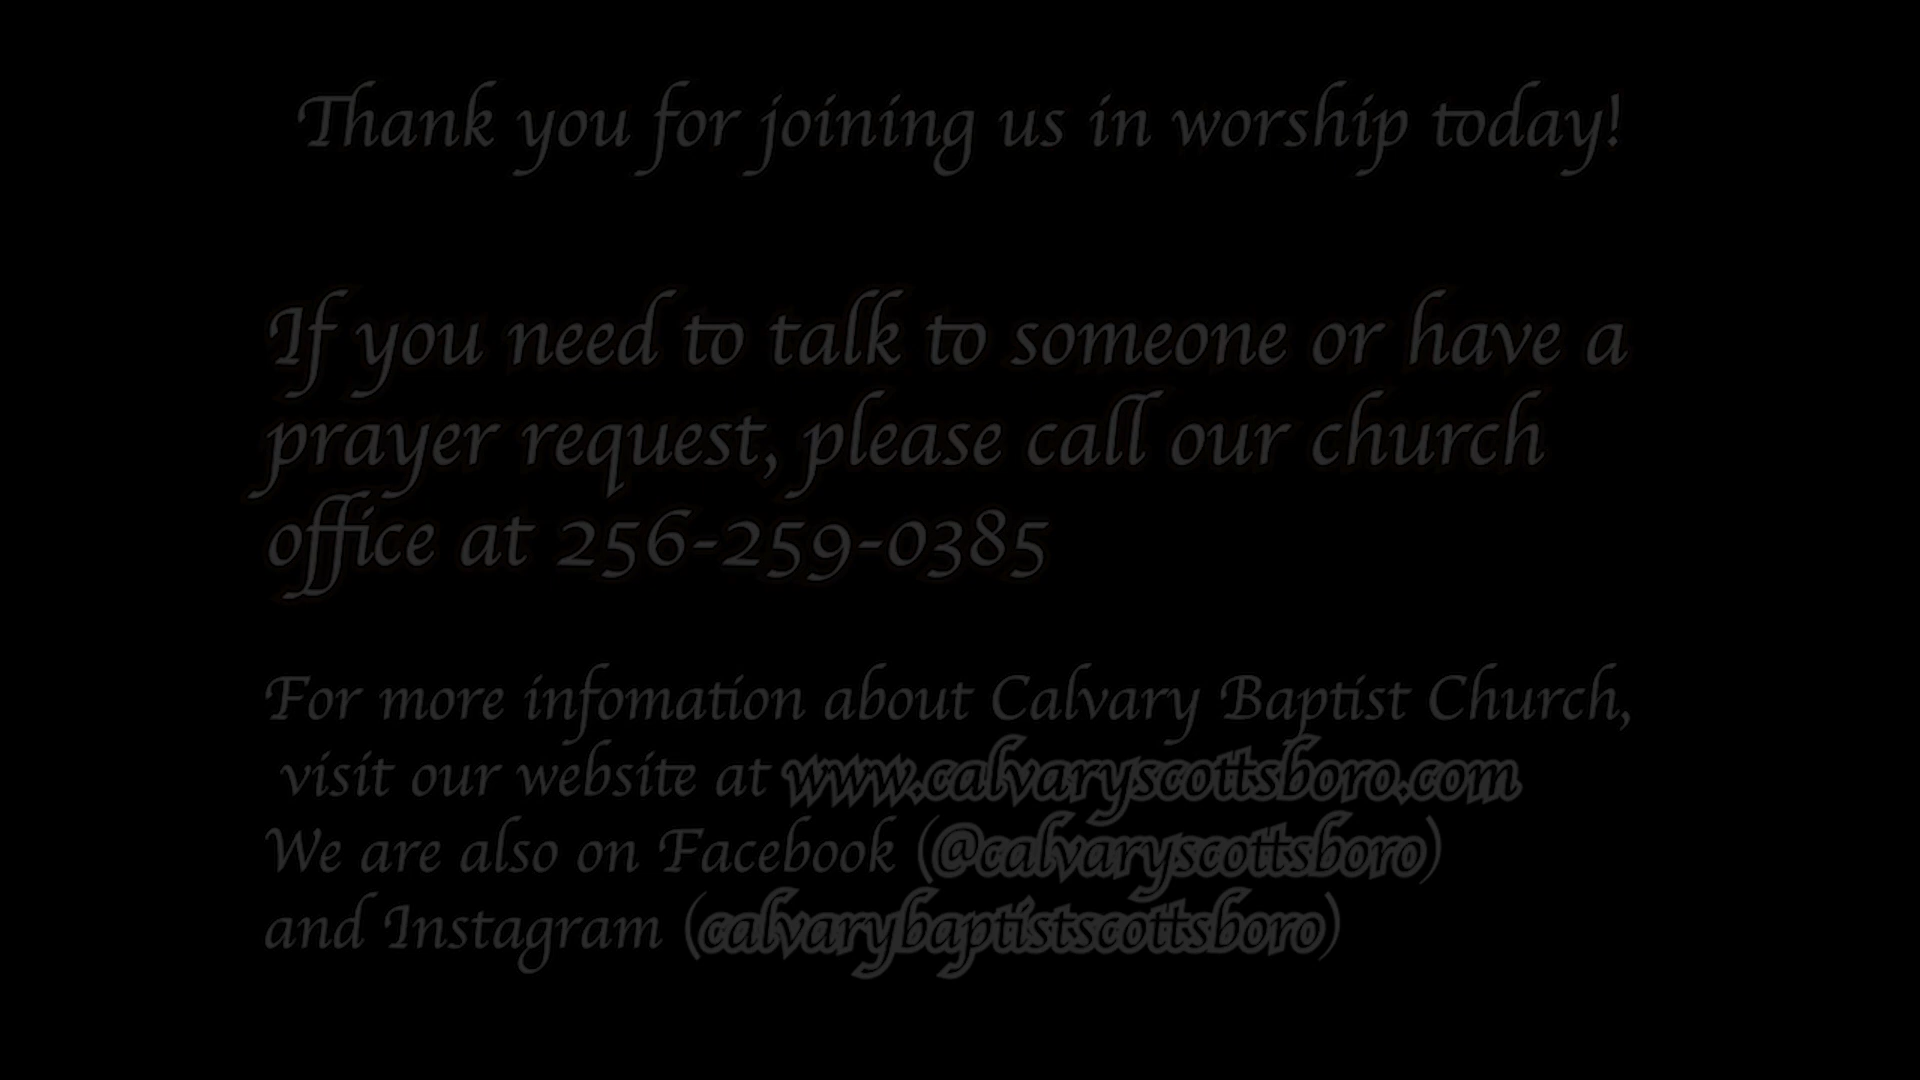 Thank you for joining us in worship today!
If you need to talk to someone or have a
prayer request, please call our church
office at 256-259-0385
For more infomation about Calvary Baptist Church,
visit our website at www.calvaryscottsboro.com
We are also on Facebook (@calvaryscottsboro)
and Instagram (calvarybaptistscottsboro)